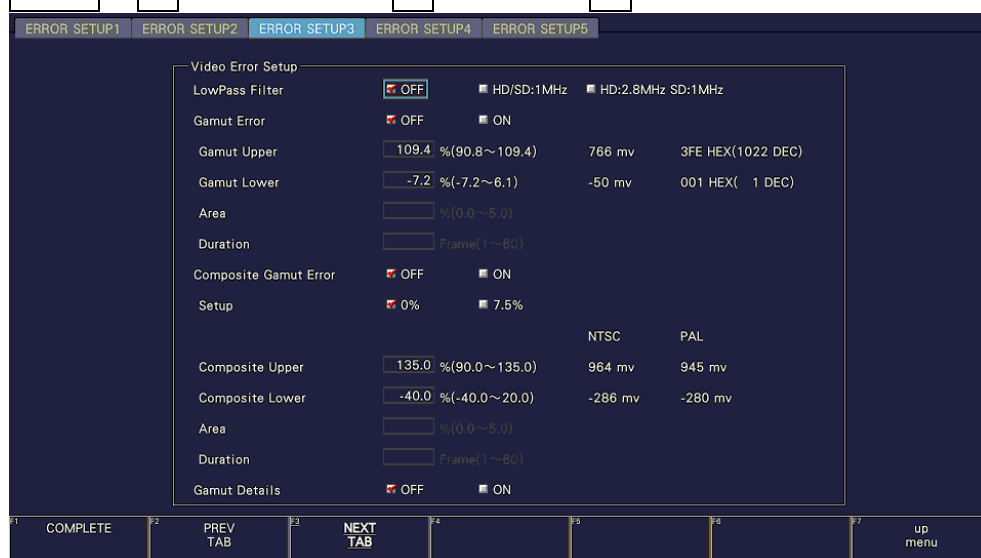 ERROR SETUP1 ERROR SETUP2 ERROR SETUP3 ERROR SETUP4 ERROR SETUP5
Video Error Setup
LowPass Filter OFF HD/SD:1MHz HD:2.8MHz SD:1MHz
Gamut Error OFF ON
Gamut Upper 109.4 %(90.8~109.4) 766 mv 3FE HEX(1022 DEC)
Gamut Lower -7.2 %(-7.2~6.1) -50 mv 001 HEX( 1 DEC)
Area %(0.0~5.0)
Duration Frame(1~60)
Composite Gamut Error OFF ON
Setup 0% 7.5%
NTSC PAL
Composite Upper 135.0 %(90.0~135.0) 964 mv 945 mv
Composite Lower -40.0 %(-40.0~20.0) -286 mv -280 mv
Area %(0.0~5.0)
Duration Frame(1~60)
Gamut Details OFF ON
F1 COMPLETE F2 PREV TAB F3 NEXT TAB F4 F5 F6 F7 up menu